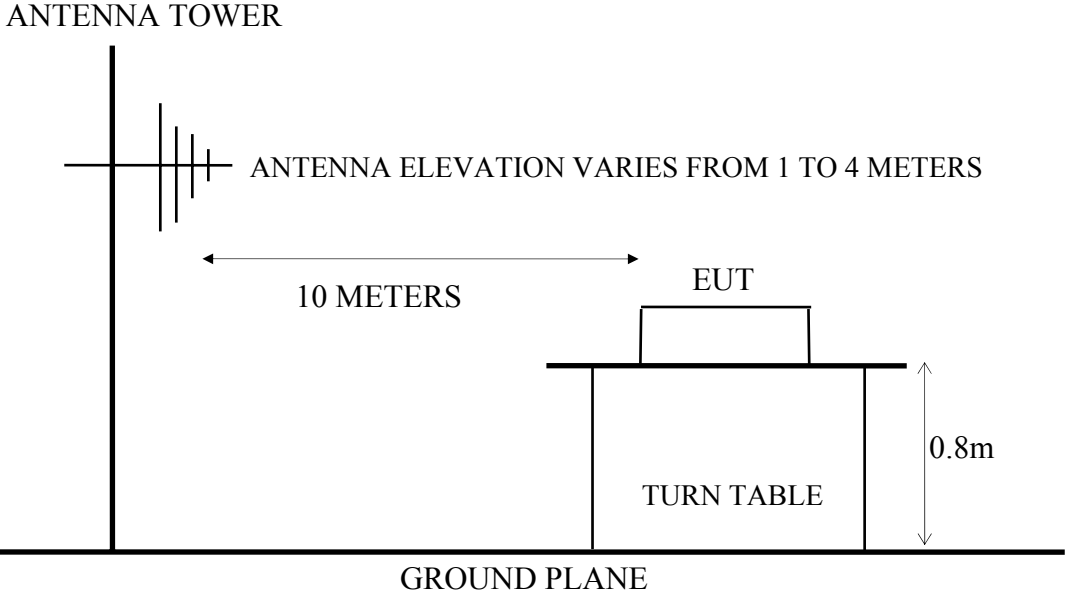 ANTENNA TOWER
ANTENNA ELEVATION VARIES FROM 1 TO 4 METERS
10 METERS
EUT
0.8m
TURN TABLE
GROUND PLANE